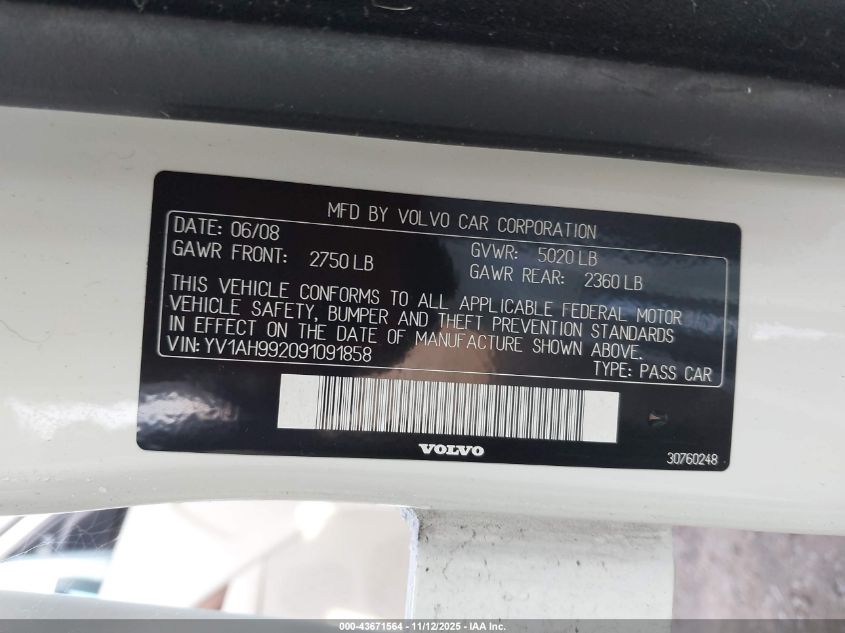 MFD BY VOLVO CAR CORPORATION
DATE: 06/08 GVWR: 5020 LB
GAWR FRONT: 2750 LB GAWR REAR: 2360 LB
THIS VEHICLE CONFORMS TO ALL APPLICABLE FEDERAL MOTOR
VEHICLE SAFETY, BUMPER AND THEFT PREVENTION STANDARDS
IN EFFECT ON THE DATE OF MANUFACTURE SHOWN ABOVE.
VIN: YV1AH992091091858
TYPE: PASS CAR
VOLVO
30760248
000-43671564 - 11/12/2025 - IAA Inc.